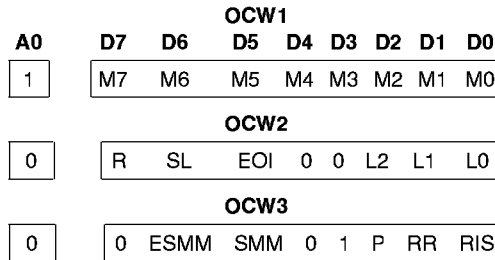 OCW1
A0 D7 D6 D5 D4 D3 D2 D1 D0
1 M7 M6 M5 M4 M3 M2 M1 M0
OCW2
0 R SL EOI 0 0 L2 L1 L0
OCW3
0 0 ESMM SMM 0 1 P RR RIS